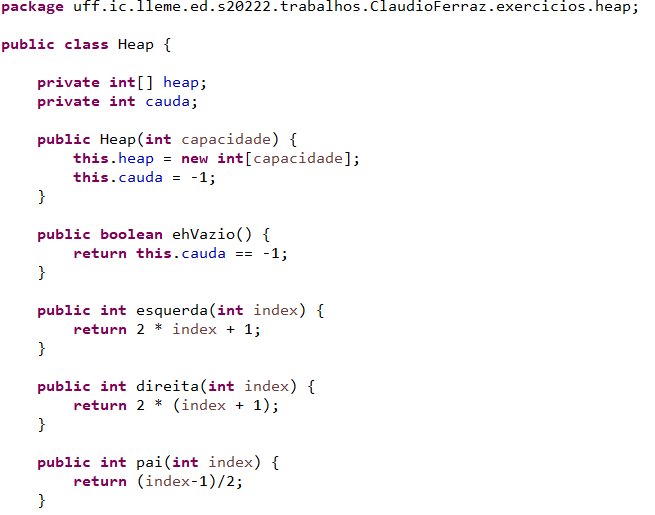 package uff.ic.lleme.ed.s20222.trabalhos.ClaudioFerraz.exercicios.heap;
public class Heap {
private int[] heap;
private int cauda;
public Heap(int capacidade) {
this.heap = new int[capacidade];
this.cauda = -1;
}
public boolean ehVazio() {
return this.cauda == -1;
}
public int esquerda(int index) {
return 2 * index + 1;
}
public int direita(int index) {
return 2 * (index + 1);
}
public int pai(int index) {
return (index-1)/2;
}